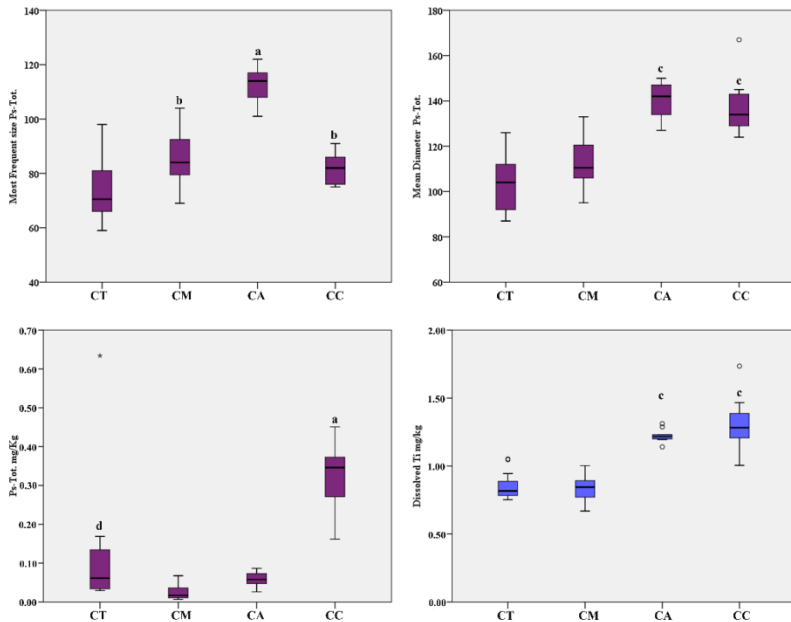 Most Frequent size Ps-Tot.
140
120
100
80
60
40
b
a
b
CT
CM
CA
CC
Mean Diameter Ps-Tot.
180
160
140
120
100
80
60
c
c
CT
CM
CA
CC
Ps-Tot. mg/Kg
0.70
0.60
0.50
0.40
0.30
0.20
0.10
0.00
*
d
a
CT
CM
CA
CC
Dissolved Ti mg/kg
2.00
1.50
1.00
0.50
0.00
c
c
CT
CM
CA
CC